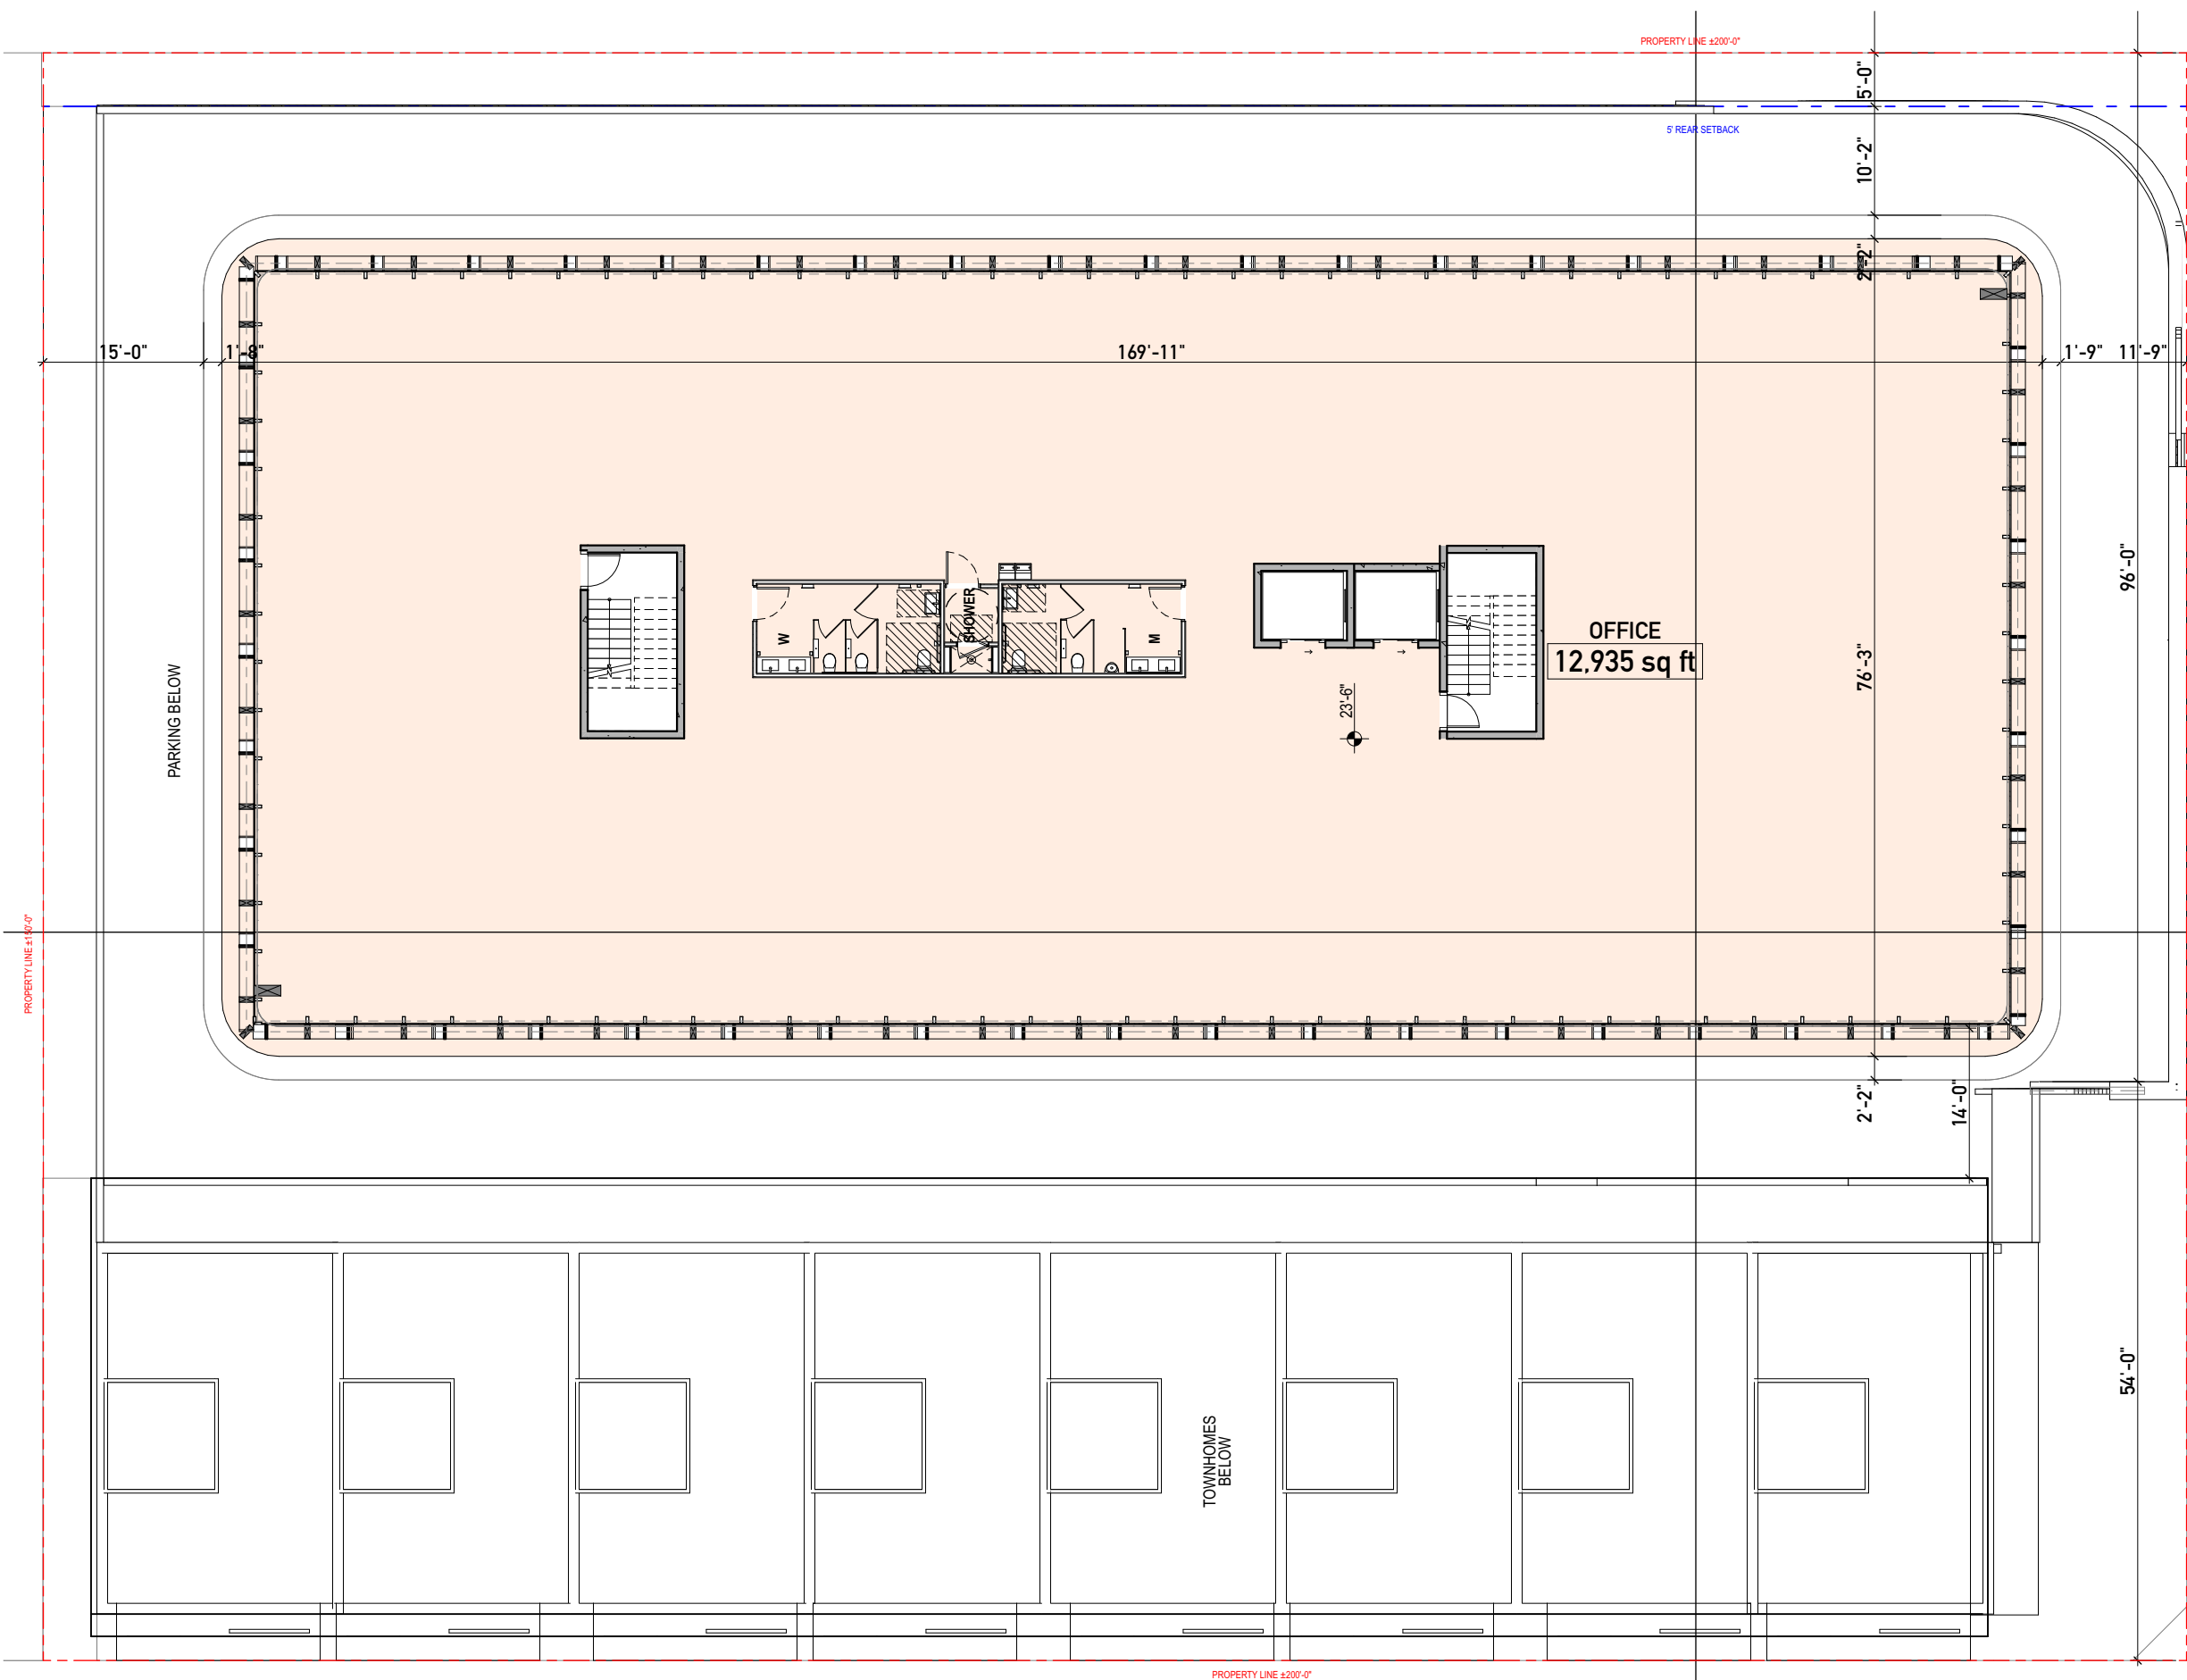 PROPERTY LINE ±200'-0"
5'-0"
5' REAR SETBACK
10'-2"
2'-2"
15'-0"
1'-8"
169'-11"
1'-9"
11'-9"
96'-0"
SHOWER
W
M
OFFICE
12,935 sq ft
76'-3"
23'-6"
PARKING BELOW
PROPERTY LINE ±150'-0"
2'-2"
14'-0"
54'-0"
TOWNHOMES
BELOW
PROPERTY LINE ±200'-0"